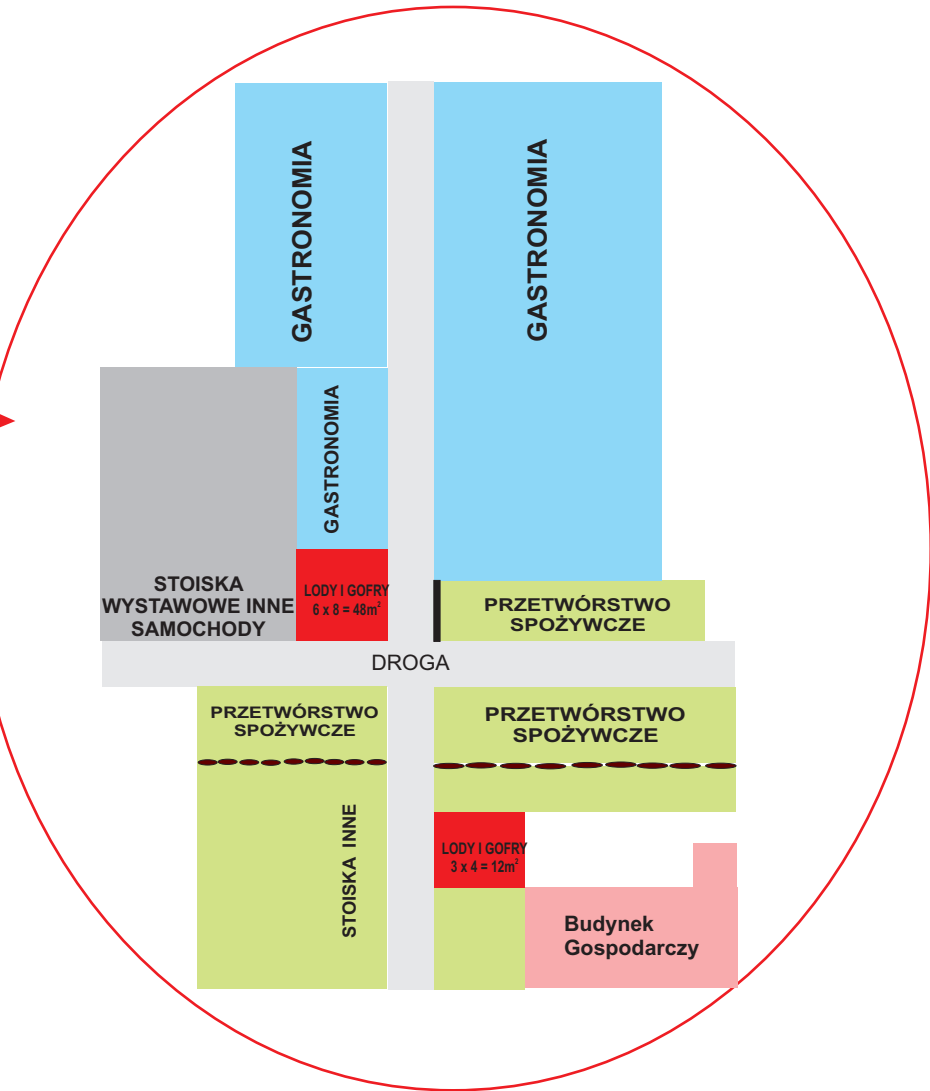 GASTRONOMIA
GASTRONOMIA
GASTRONOMIA
STOISKA
WYSTAWOWE INNE
SAMOCHODY
LODY I GOFRY
6 x 8 = 48m²
PRZETWÓRSTWO
SPOŻYWCZE
DROGA
PRZETWÓRSTWO
SPOŻYWCZE
PRZETWÓRSTWO
SPOŻYWCZE
STOISKA INNE
LODY I GOFRY
3 x 4 = 12m²
Budynek
Gospodarczy